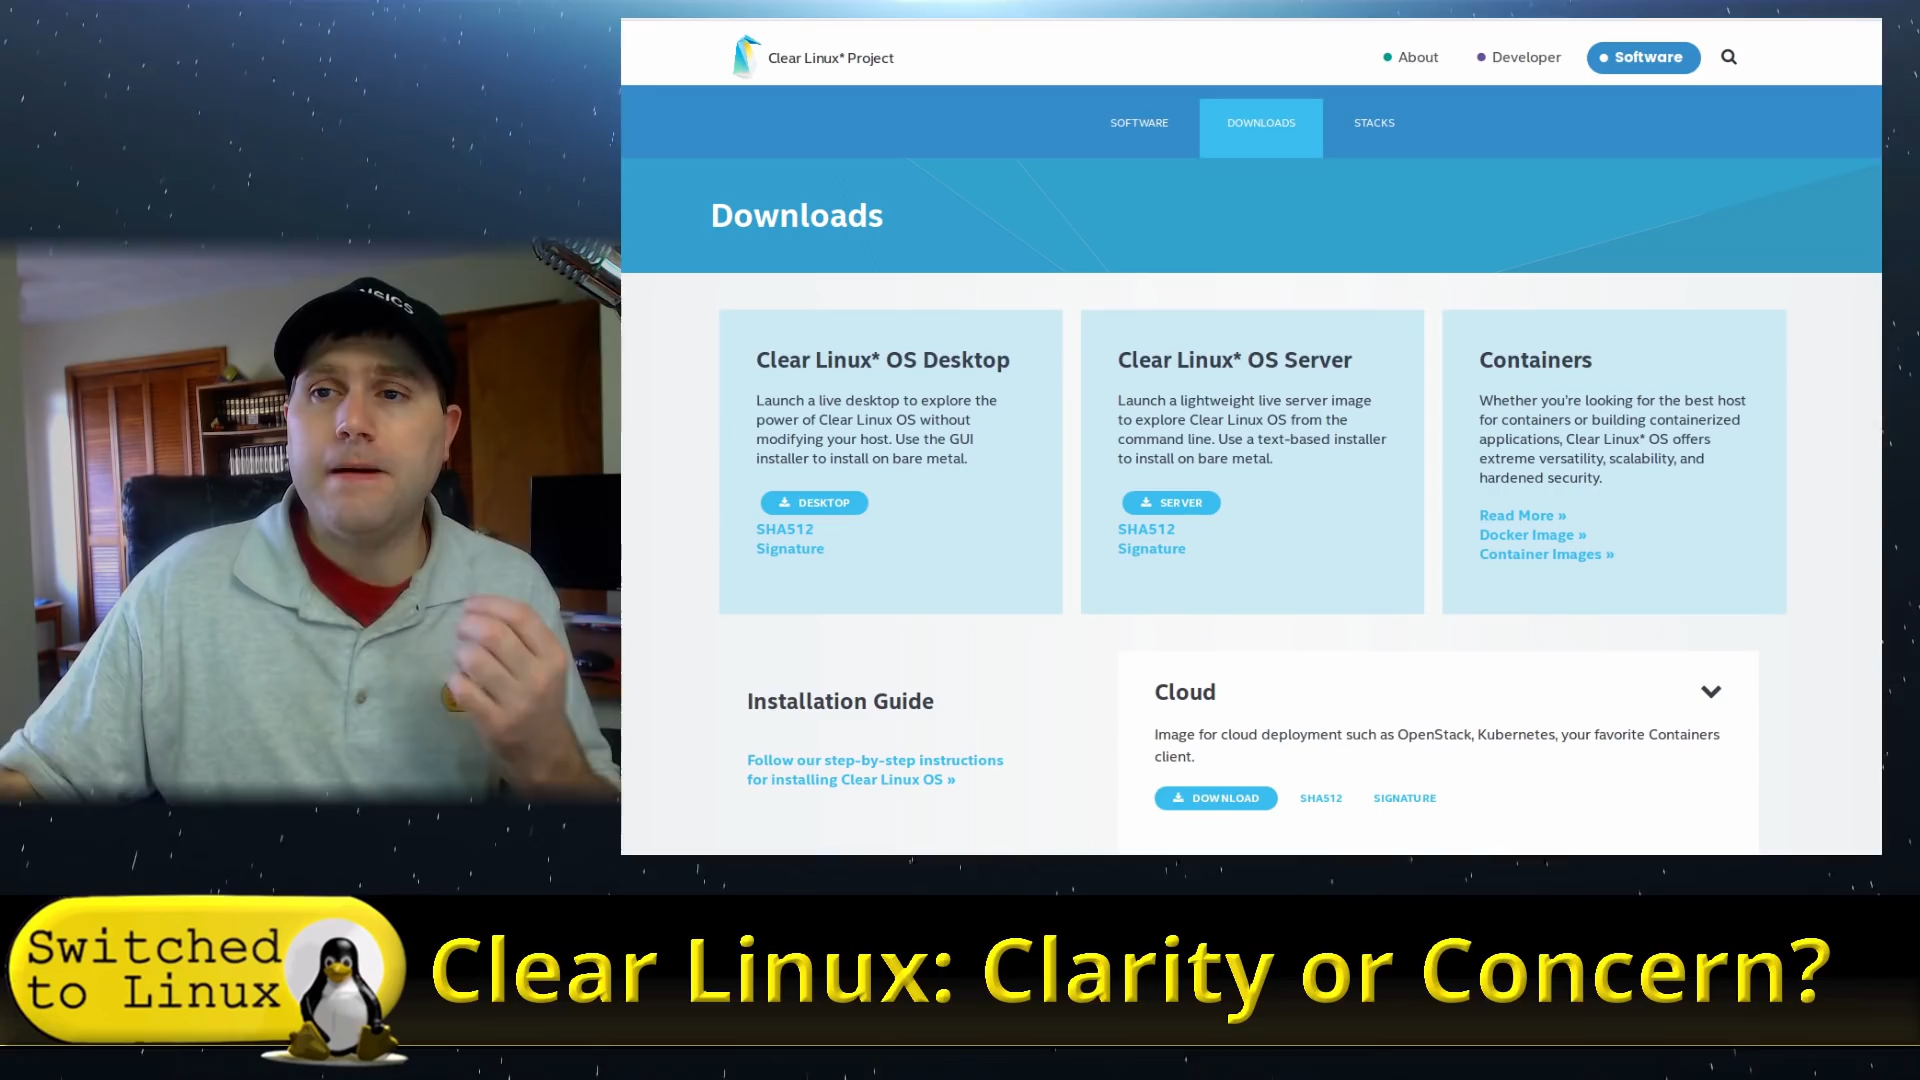 Clear Linux* Project
About
Developer
Software
SOFTWARE
DOWNLOADS
STACKS
Downloads
Clear Linux* OS Desktop
Launch a live desktop to explore the
power of Clear Linux OS without
modifying your host. Use the GUI
installer to install on bare metal.
DESKTOP
SHA512
Signature
Clear Linux* OS Server
Launch a lightweight live server image
to explore Clear Linux OS from the
command line. Use a text-based installer
to install on bare metal.
SERVER
SHA512
Signature
Containers
Whether you're looking for the best host
for containers or building containerized
applications, Clear Linux* OS offers
extreme versatility, scalability, and
hardened security.
Read More »
Docker Image »
Container Images »
Installation Guide
Follow our step-by-step instructions
for installing Clear Linux OS »
Cloud
Image for cloud deployment such as OpenStack, Kubernetes, your favorite Containers
client.
DOWNLOAD
SHA512
SIGNATURE
Switched
to Linux
Clear Linux: Clarity or Concern?